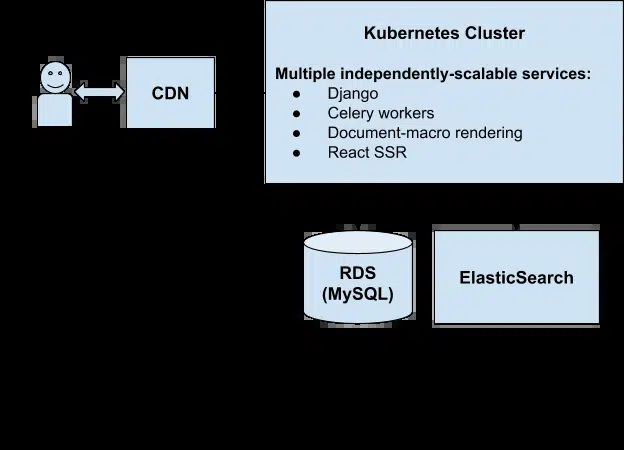 Kubernetes Cluster
Multiple independently-scalable services:
● Django
● Celery workers
● Document-macro rendering
● React SSR
CDN
RDS
(MySQL)
ElasticSearch